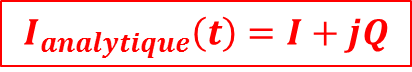 I_analytique(t) = I + jQ